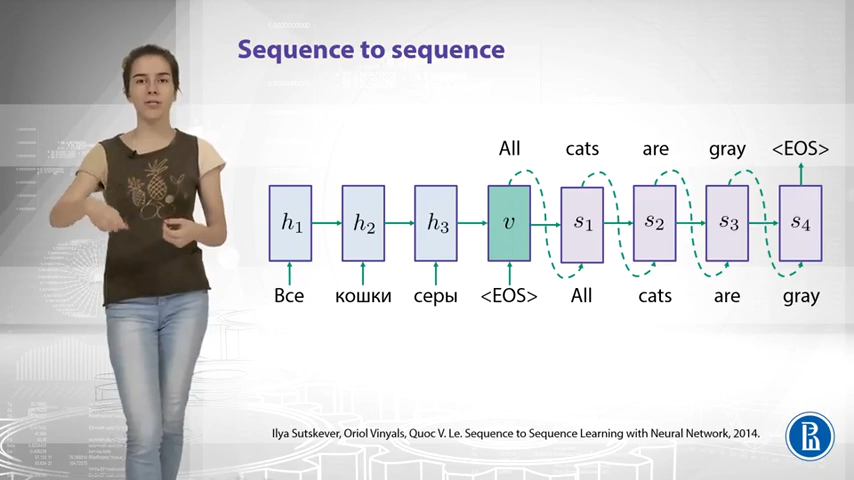 Sequence to sequence
All cats are gray <EOS>
h1 h2 h3 v s1 s2 s3 s4
Все кошки серы <EOS> All cats are gray
Ilya Sutskever, Oriol Vinyals, Quoc V. Le. Sequence to Sequence Learning with Neural Network, 2014.